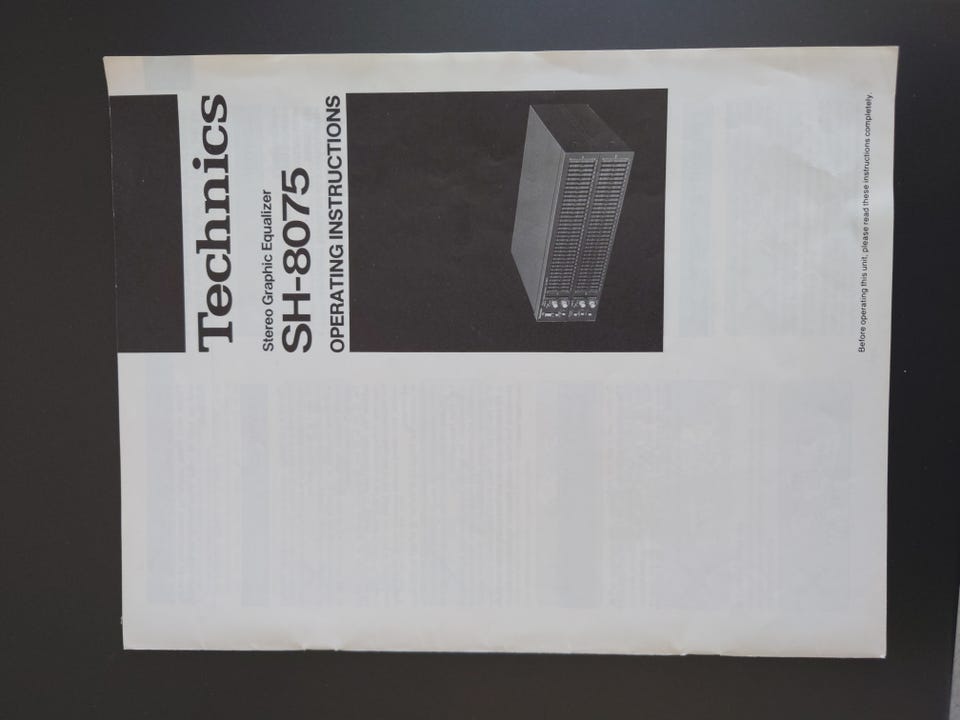 Technics
Stereo Graphic Equalizer
SH-8075
OPERATING INSTRUCTIONS
Before operating this unit, please read these instructions completely.